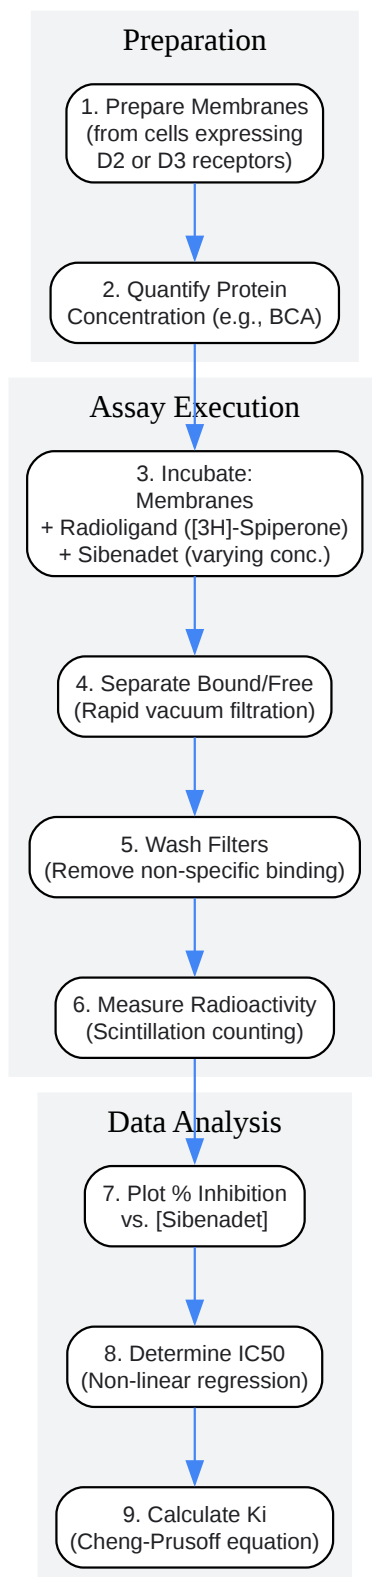 Preparation
1. Prepare Membranes
(from cells expressing
D2 or D3 receptors)
2. Quantify Protein
Concentration (e.g., BCA)
Assay Execution
3. Incubate:
Membranes
+ Radioligand ([3H]-Spiperone)
+ Sibenadet (varying conc.)
4. Separate Bound/Free
(Rapid vacuum filtration)
5. Wash Filters
(Remove non-specific binding)
6. Measure Radioactivity
(Scintillation counting)
Data Analysis
7. Plot % Inhibition
vs. [Sibenadet]
8. Determine IC50
(Non-linear regression)
9. Calculate Ki
(Cheng-Prusoff equation)